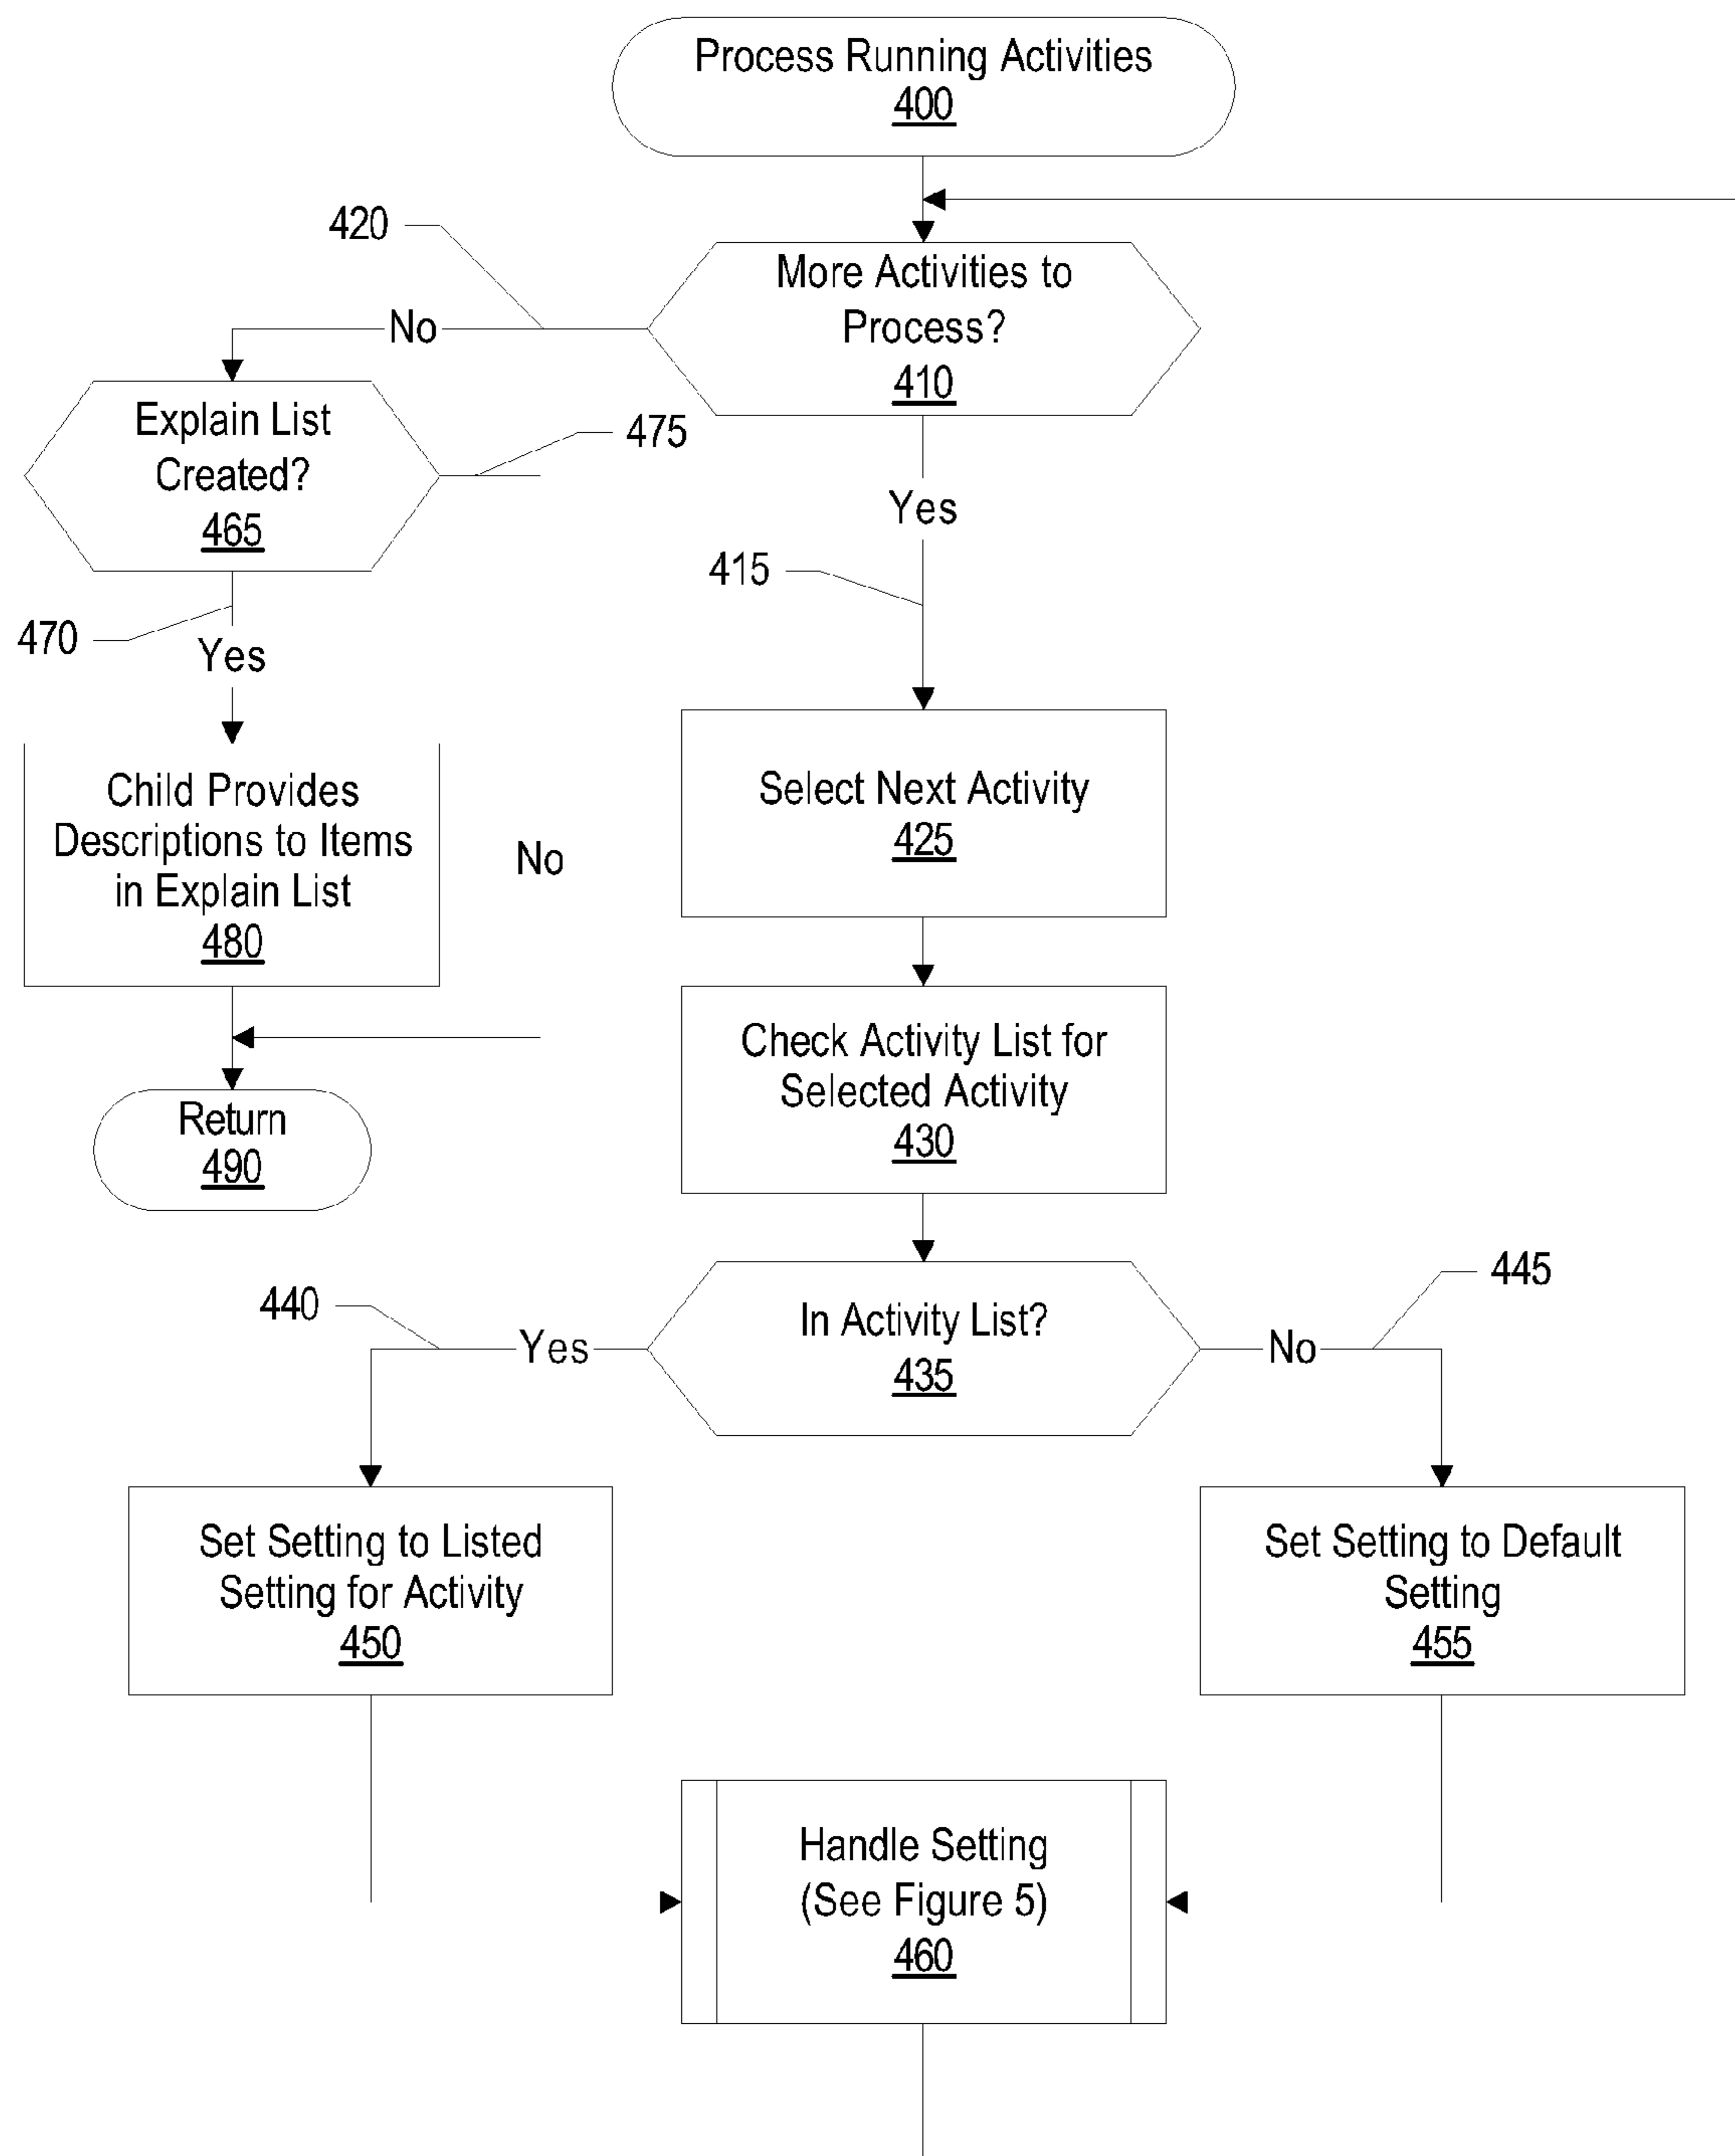 Process Running Activities
400
420
More Activities to
Process?
410
No
Explain List
Created?
465
475
Yes
415
470
Yes
Select Next Activity
425
Child Provides
Descriptions to Items
in Explain List
480
No
Check Activity List for
Selected Activity
430
Return
490
440
445
In Activity List?
435
Yes
No
Set Setting to Listed
Setting for Activity
450
Set Setting to Default
Setting
455
Handle Setting
(See Figure 5)
460